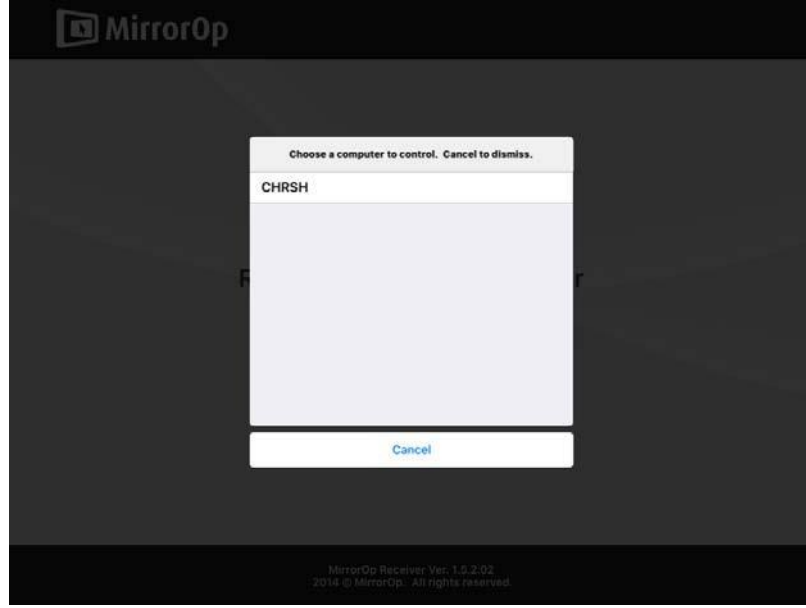 MirrorOp
Choose a computer to control. Cancel to dismiss.
CHRSH
Cancel
MirrorOp Receiver Ver. 1.5.2.02
2014 © MirrorOp. All rights reserved.